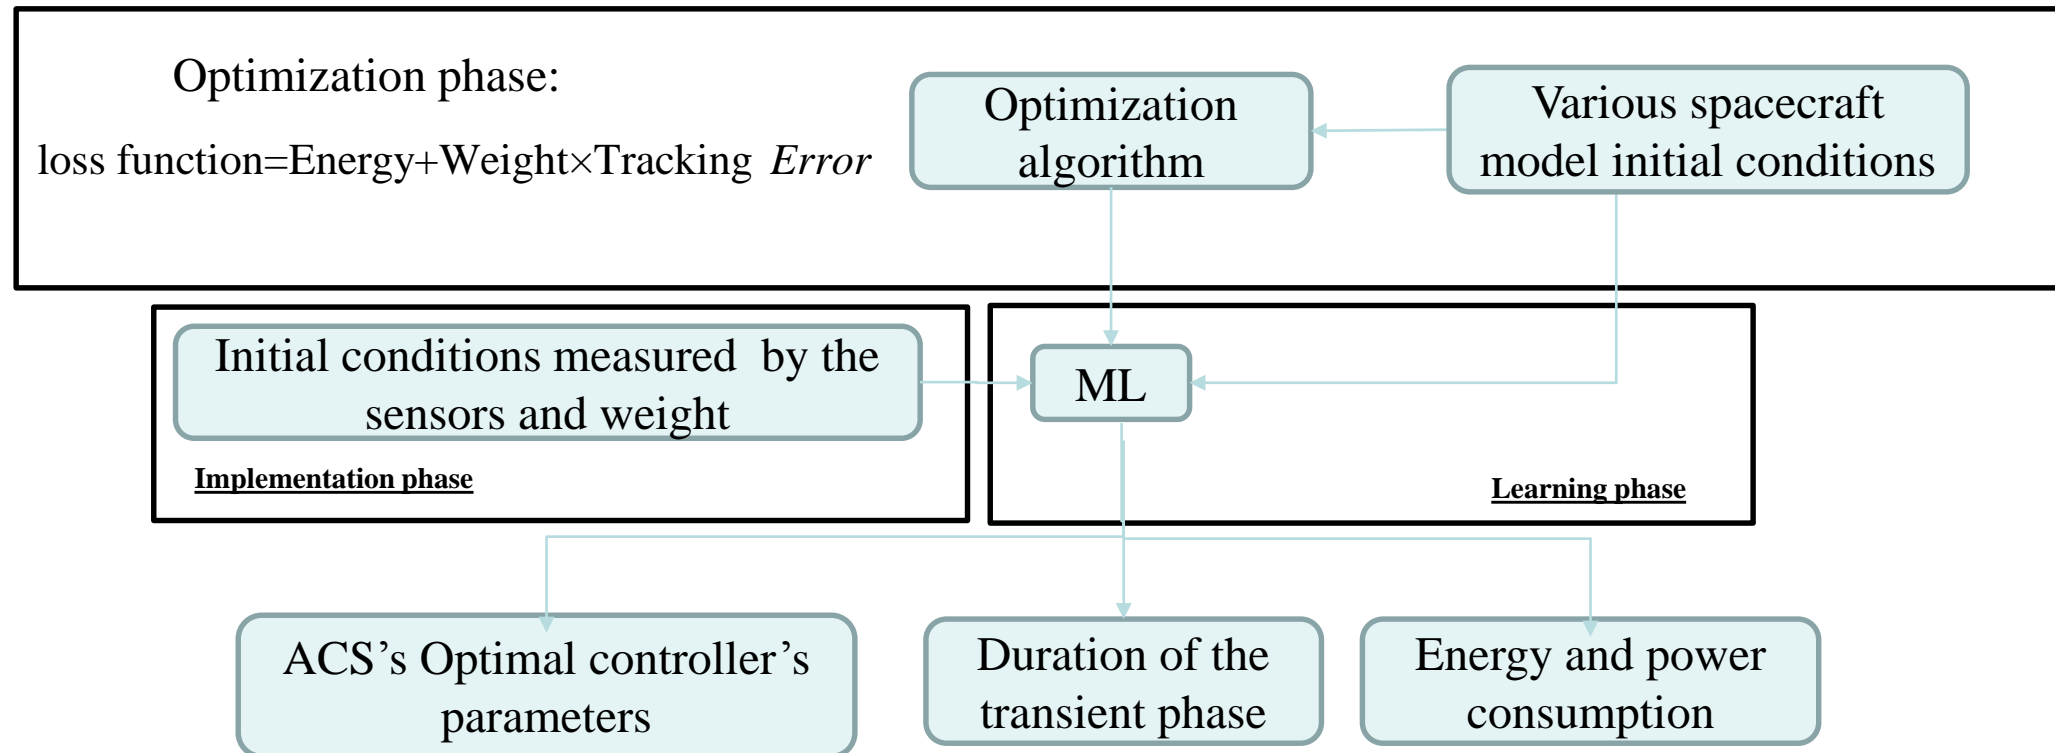 Optimization phase:
loss function=Energy+Weight×Tracking Error
Optimization
algorithm
Various spacecraft
model initial conditions
Initial conditions measured by the
sensors and weight
Implementation phase
ML
Learning phase
ACS’s Optimal controller’s
parameters
Duration of the
transient phase
Energy and power
consumption